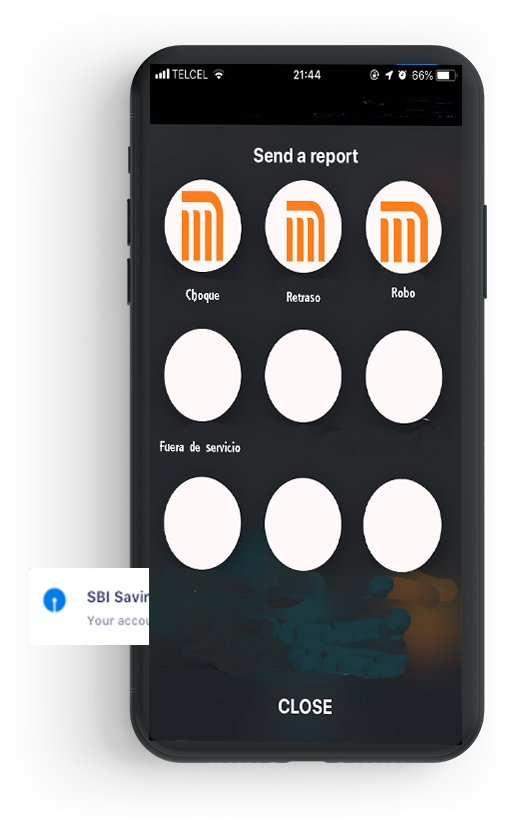 TELCEL 21:44 66%
Send a report
Choque Retraso Robo
Fuera de servicio
SBI Savin
Your accou
CLOSE